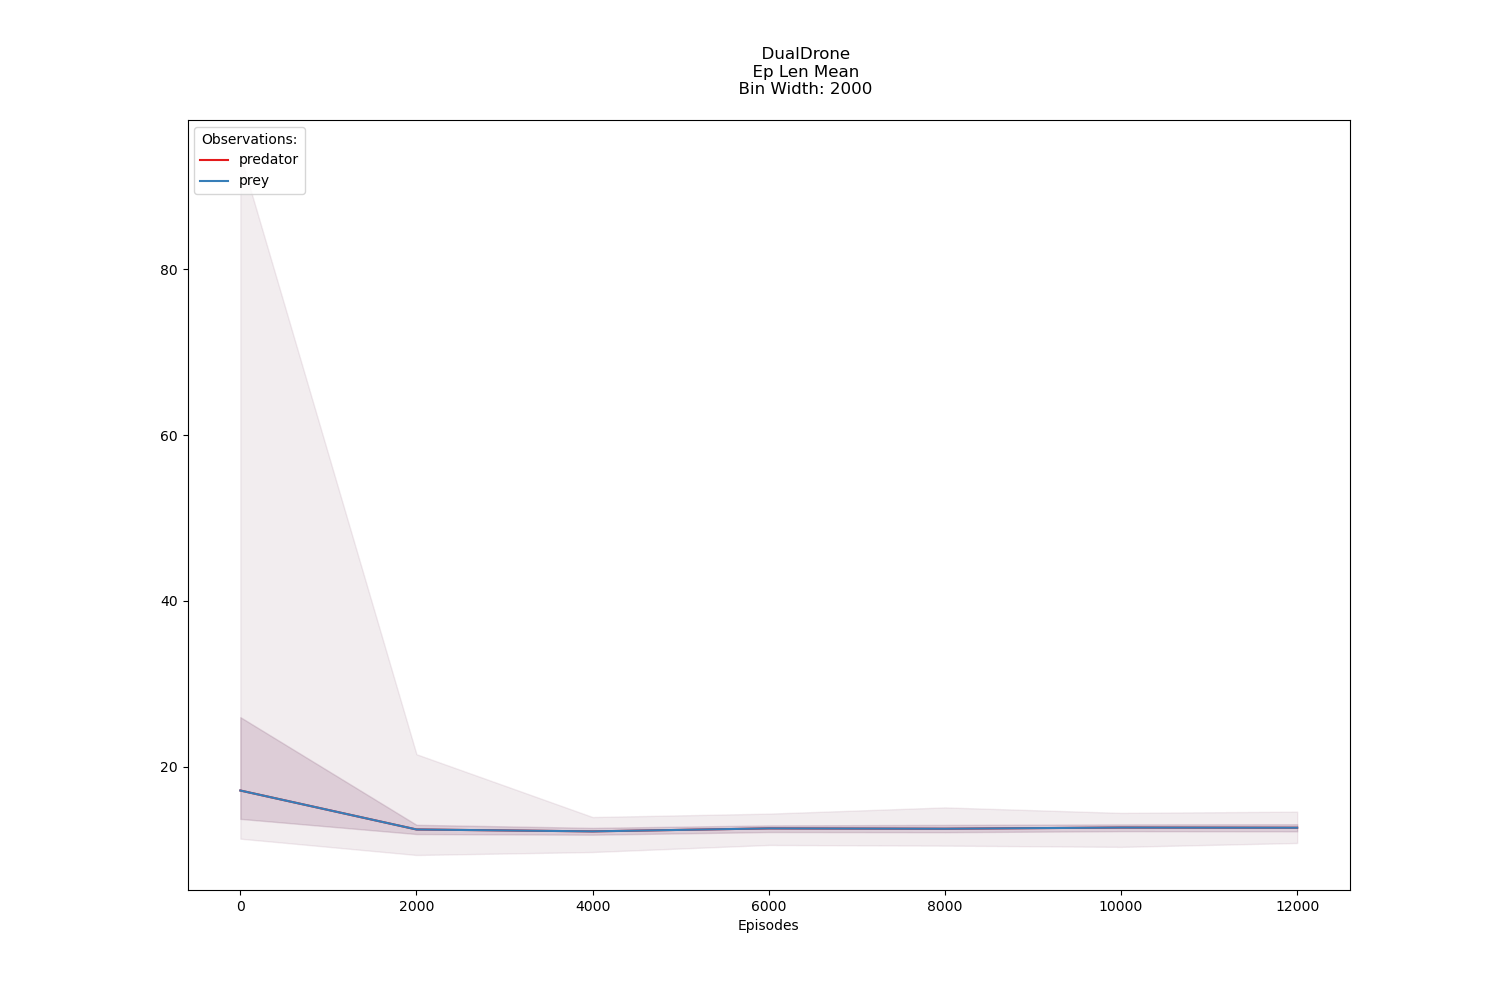 DualDrone
Ep Len Mean
Bin Width: 2000
Observations:
predator
prey
80
60
40
20
0 2000 4000 6000 8000 10000 12000
Episodes